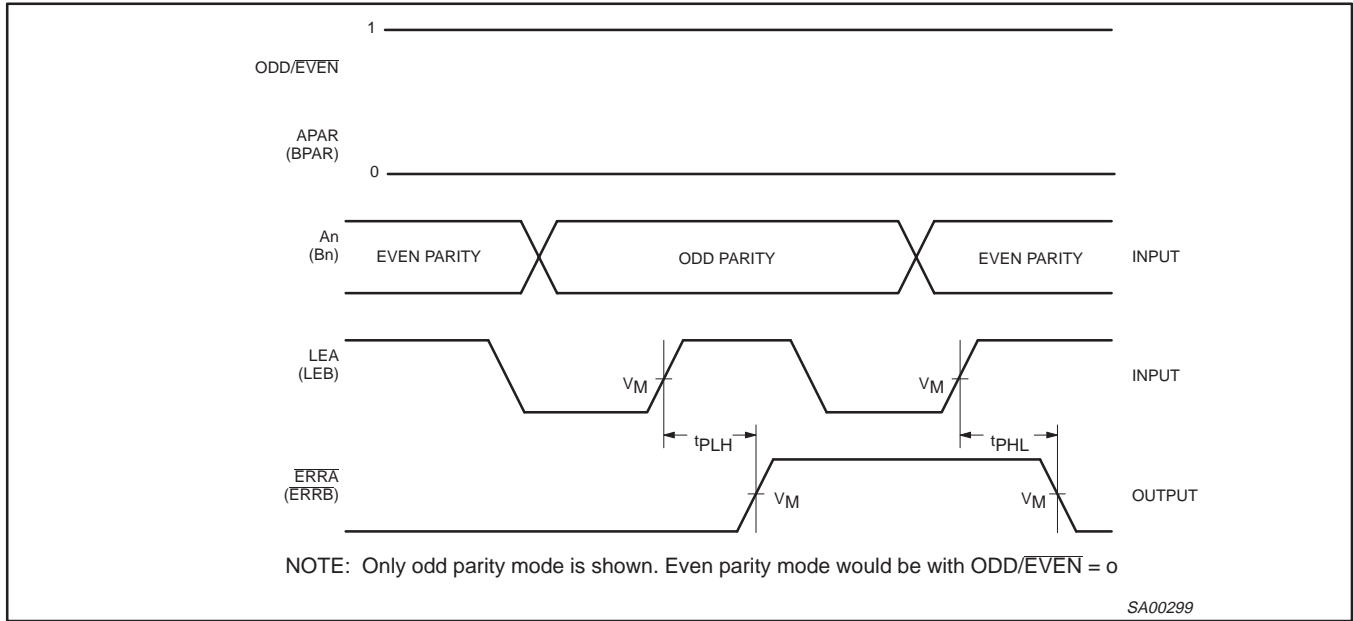 1
ODD/EVEN
APAR
(BPAR)
0
An
(Bn)
EVEN PARITY
ODD PARITY
EVEN PARITY
INPUT
LEA
(LEB)
VM
VM
INPUT
tPLH
tPHL
ERRA
(ERRB)
VM
VM
OUTPUT
NOTE: Only odd parity mode is shown. Even parity mode would be with ODD/EVEN = o
SA00299